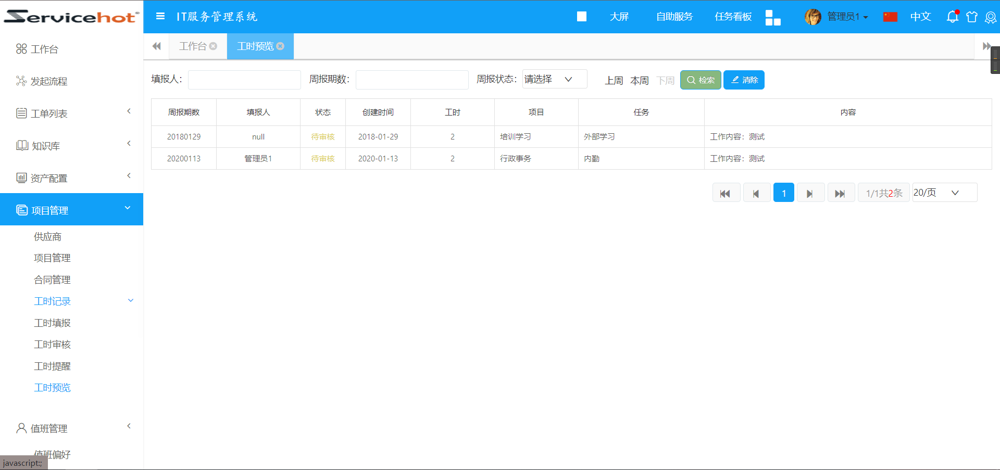 Servicehot®
IT服务管理系统
大屏
自助服务
任务看板
管理员1
中文
工作台
发起流程
工单列表
知识库
资产配置
项目管理
供应商
项目管理
合同管理
工时记录
工时填报
工时审核
工时提醒
工时预览
值班管理
值班偏好
javascript:;
工作台
工时预览
填报人：
周报期数：
周报状态： 请选择
上周 本周 下周
检索
清除
周报期数 填报人 状态 创建时间 工时 项目 任务 内容
20180129 null 待审核 2018-01-29 2 培训学习 外部学习 工作内容：测试
20200113 管理员1 待审核 2020-01-13 2 行政事务 内勤 工作内容：测试
1 1/1共2条 20/页